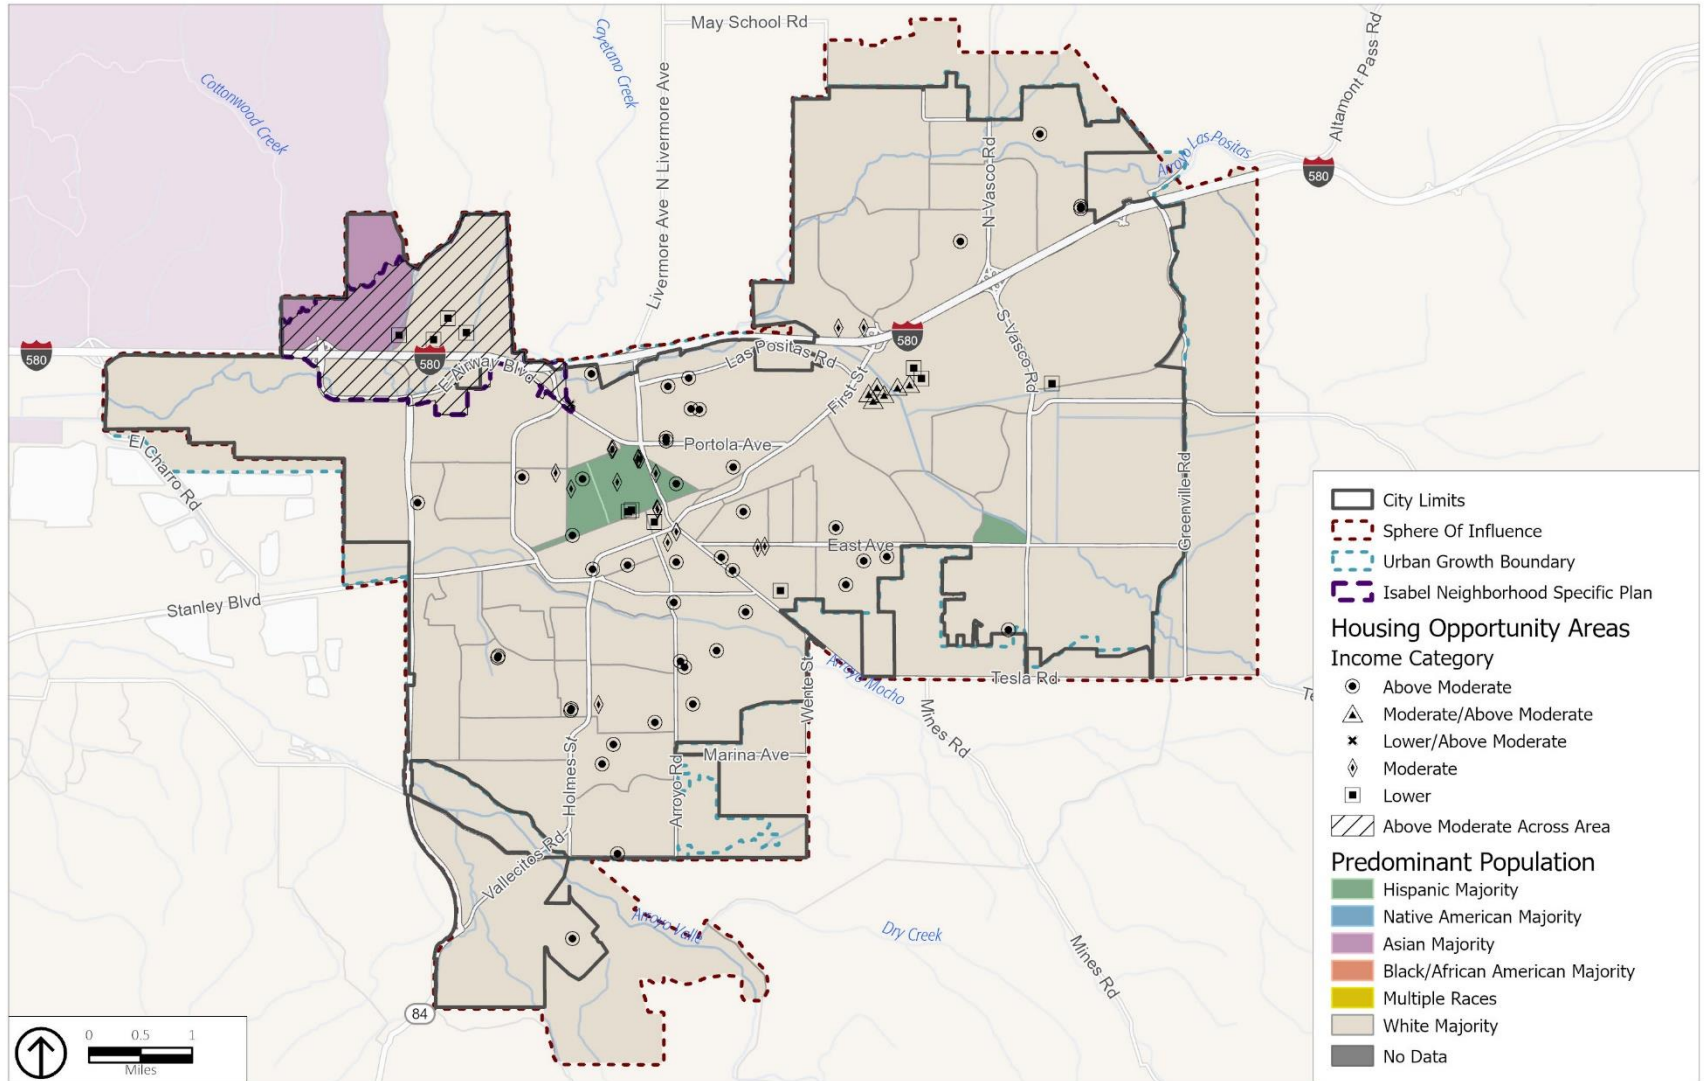 May School Rd
Cayetano Creek
Cottonwood Creek
Livermore Ave
N Livermore Ave
Altamont Pass Rd
Arroyo Las Positas
N Vasco Rd
580
580
580
580
E Airway Blvd
Las Positas Rd
First St
S Vasco Rd
El Charro Rd
Portola Ave
Greenville Rd
East Ave
Stanley Blvd
Arroyo Mocho
Wente St
Tesla Rd
Te
Mines Rd
Marina Ave
Holmes St
Arroyo Rd
Vallecitos Rd
Arroyo Valle
Dry Creek
Mines Rd
84
0 0.5 1
Miles
City Limits
Sphere Of Influence
Urban Growth Boundary
Isabel Neighborhood Specific Plan
Housing Opportunity Areas
Income Category
Above Moderate
Moderate/Above Moderate
Lower/Above Moderate
Moderate
Lower
Above Moderate Across Area
Predominant Population
Hispanic Majority
Native American Majority
Asian Majority
Black/African American Majority
Multiple Races
White Majority
No Data